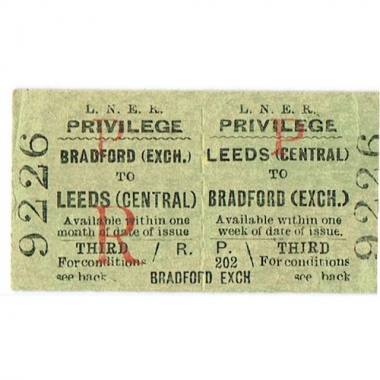 L. N. E. R.
PRIVILEGE
BRADFORD (EXCH.)
TO
LEEDS (CENTRAL)
Available within one
month of date of issue
THIRD / R.
For conditions
see back
L. N. E. R.
PRIVILEGE
LEEDS (CENTRAL)
TO
BRADFORD (EXCH.)
Available within one
week of date of issue.
P. \ THIRD
202 For conditions
see back
BRADFORD EXCH
9226
9226
P
R
P